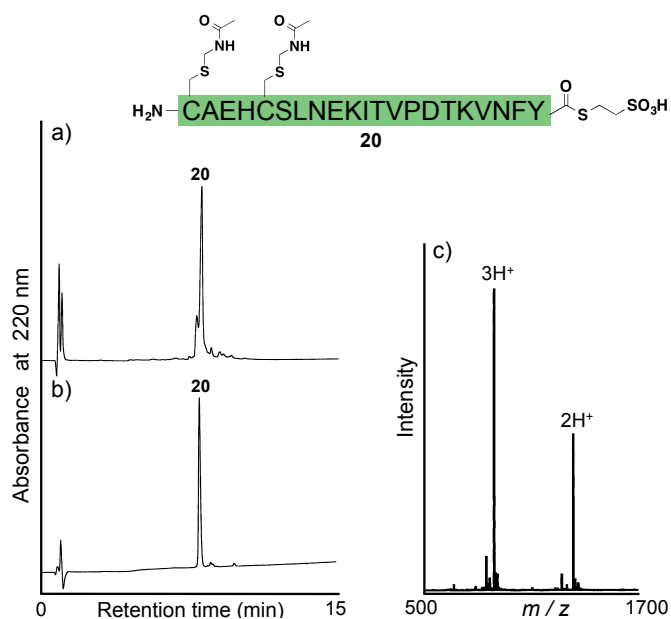 O
NH
S
O
NH
S
H₂N
CAEHCSLNEKITVPDTKVNFY
O
S
SO₃H
20
a)
20
b)
20
c)
3H⁺
2H⁺
Absorbance at 220 nm
Intensity
0
Retention time (min)
15
500
m / z
1700